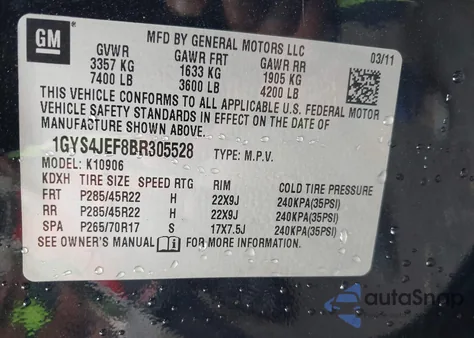 GM
MFD BY GENERAL MOTORS LLC
GVWR GAWR FRT GAWR RR 03/11
3357 KG 1633 KG 1905 KG
7400 LB 3600 LB 4200 LB
THIS VEHICLE CONFORMS TO ALL APPLICABLE U.S. FEDERAL MOTOR
VEHICLE SAFETY STANDARDS IN EFFECT ON THE DATE OF
MANUFACTURE SHOWN ABOVE.
1GYS4JEF8BR305528 TYPE: M.P.V.
MODEL: K10906
KDXH TIRE SIZE SPEED RTG RIM COLD TIRE PRESSURE
FRT P285/45R22 H 22X9J 240KPA(35PSI)
RR P285/45R22 H 22X9J 240KPA(35PSI)
SPA P265/70R17 S 17X7.5J 240KPA(35PSI)
SEE OWNER'S MANUAL i FOR MORE INFORMATION.
autaSnap